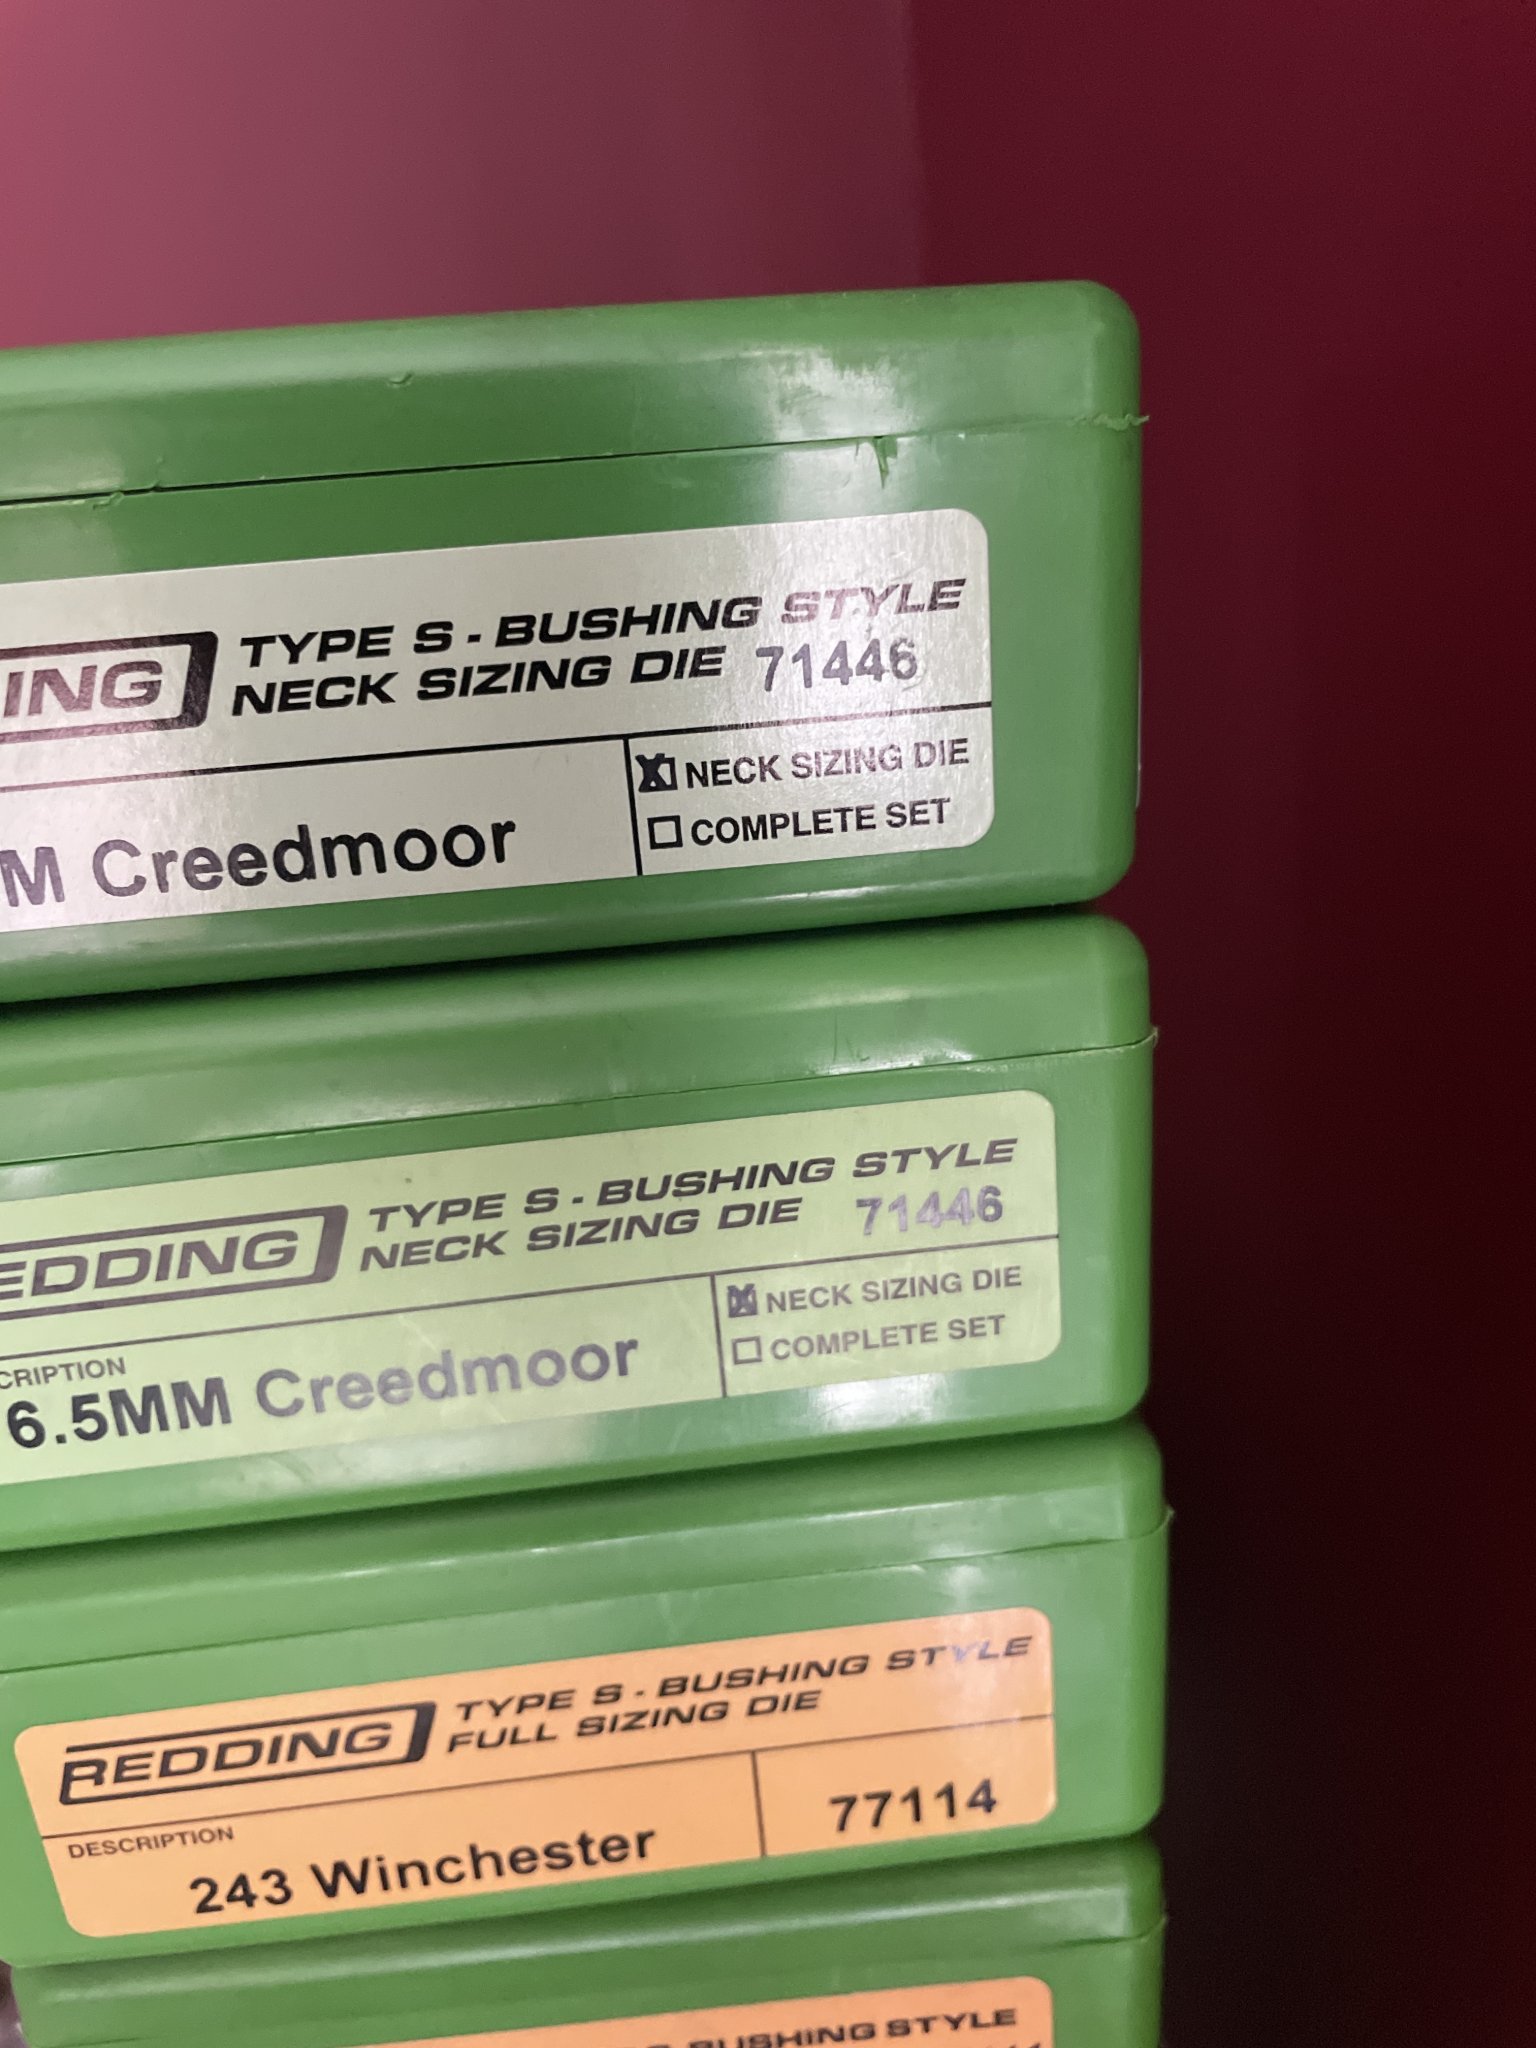 ING TYPE S - BUSHING STYLE
NECK SIZING DIE 71446
X NECK SIZING DIE
COMPLETE SET
M Creedmoor
EDDING TYPE S - BUSHING STYLE
NECK SIZING DIE 71446
CRIPTION
X NECK SIZING DIE
COMPLETE SET
6.5MM Creedmoor
REDDING TYPE S - BUSHING STYLE
FULL SIZING DIE
DESCRIPTION
243 Winchester
77114
BUSHING STYLE